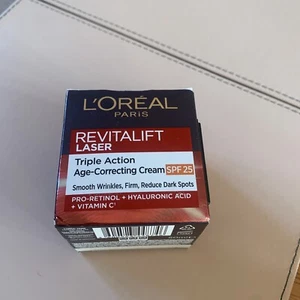 L'ORÉAL
PARIS
REVITALIFT
LASER
Triple Action
Age-Correcting Cream SPF 25
Smooth Wrinkles, Firm, Reduce Dark Spots
PRO-RETINOL + HYALURONIC ACID
+ VITAMIN C*